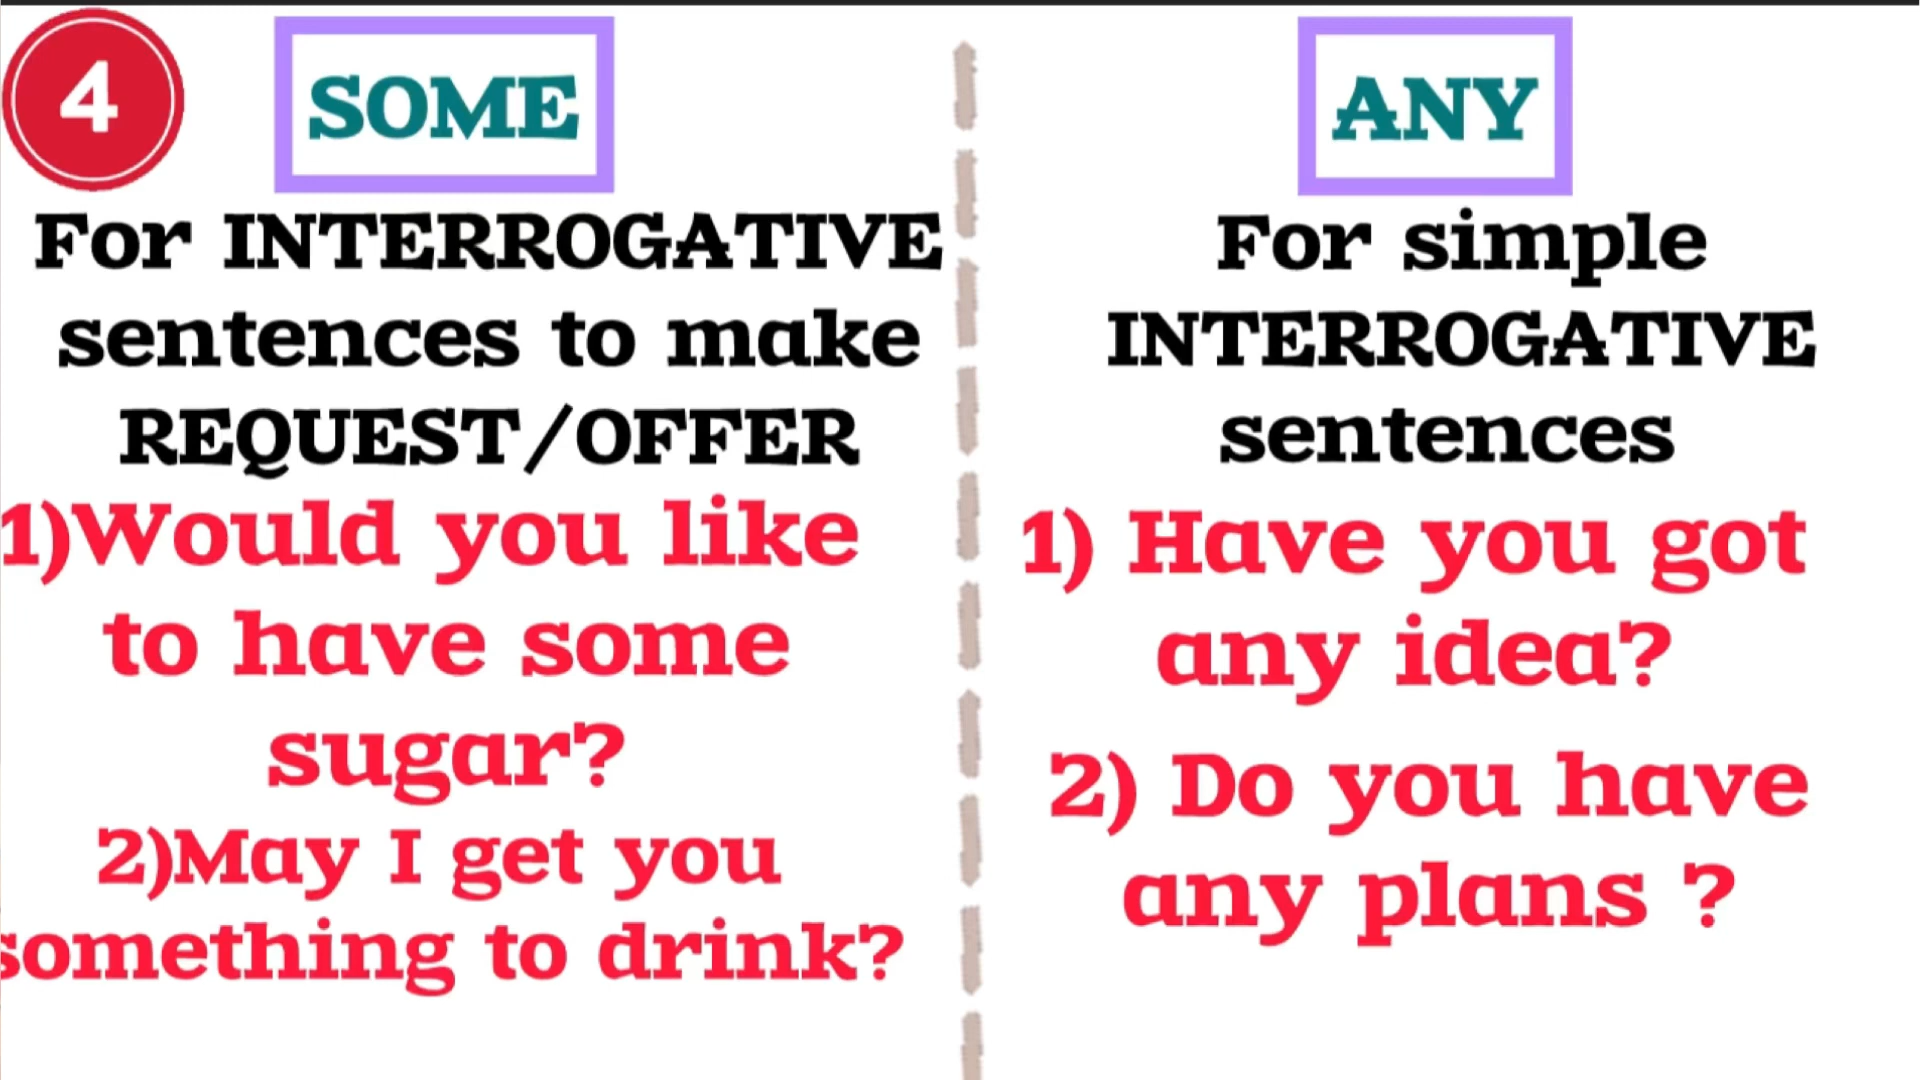 4
SOME
For INTERROGATIVE
sentences to make
REQUEST/OFFER
1)Would you like
to have some
sugar?
2)May I get you
something to drink?
ANY
For simple
INTERROGATIVE
sentences
1) Have you got
any idea?
2) Do you have
any plans ?